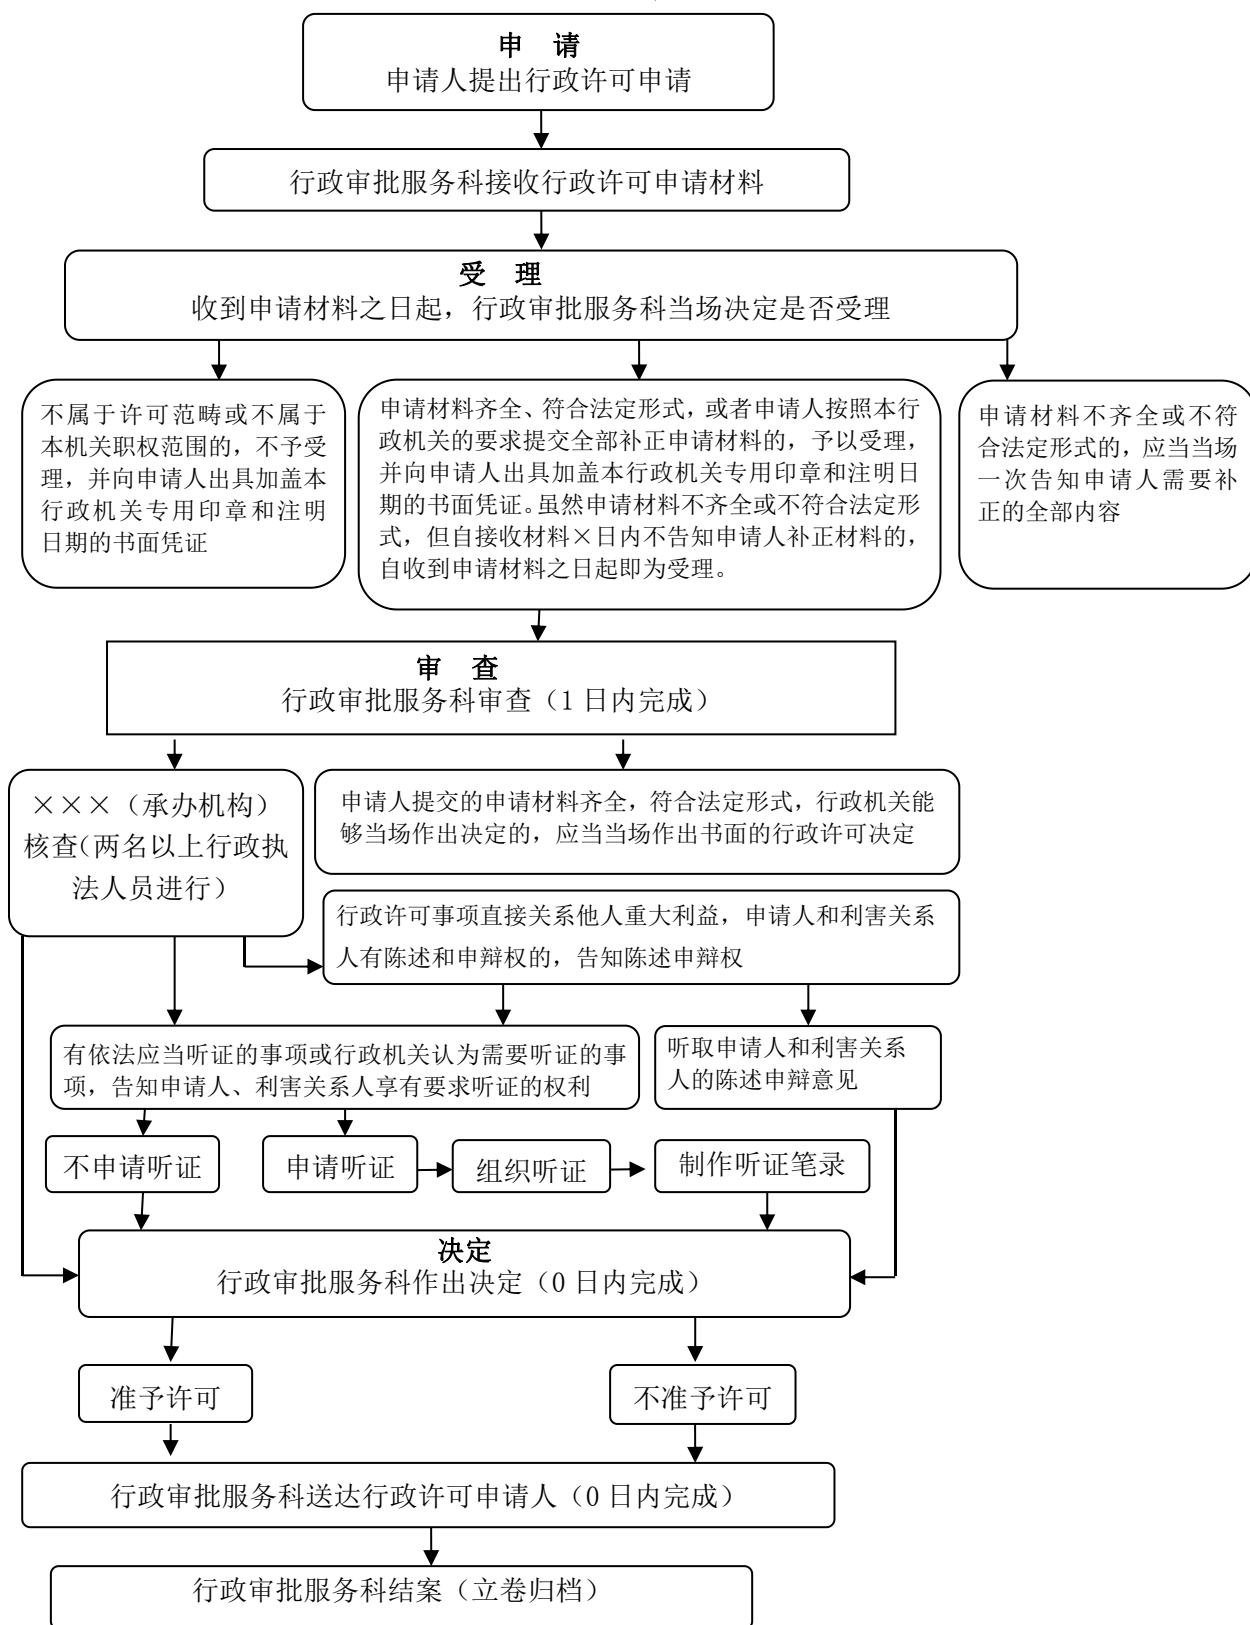 申　请
申请人提出行政许可申请
行政审批服务科接收行政许可申请材料
受　理
收到申请材料之日起，行政审批服务科当场决定是否受理
不属于许可范畴或不属于
本机关职权范围的，不予受
理，并向申请人出具加盖本
行政机关专用印章和注明
日期的书面凭证
申请材料齐全、符合法定形式，或者申请人按照本行
政机关的要求提交全部补正申请材料的，予以受理，
并向申请人出具加盖本行政机关专用印章和注明日
期的书面凭证。虽然申请材料不齐全或不符合法定形
式，但自接收材料×日内不告知申请人补正材料的，
自收到申请材料之日起即为受理。
申请材料不齐全或不符
合法定形式的，应当当场
一次告知申请人需要补
正的全部内容
审　查
行政审批服务科审查（1 日内完成）
×××（承办机构）
核查（两名以上行政执
法人员进行）
申请人提交的申请材料齐全，符合法定形式，行政机关能
够当场作出决定的，应当当场作出书面的行政许可决定
行政许可事项直接关系他人重大利益，申请人和利害关系
人有陈述和申辩权的，告知陈述申辩权
有依法应当听证的事项或行政机关认为需要听证的事
项，告知申请人、利害关系人享有要求听证的权利
听取申请人和利害关系
人的陈述申辩意见
不申请听证
申请听证
组织听证
制作听证笔录
决定
行政审批服务科作出决定（0 日内完成）
准予许可
不准予许可
行政审批服务科送达行政许可申请人（0 日内完成）
行政审批服务科结案（立卷归档）